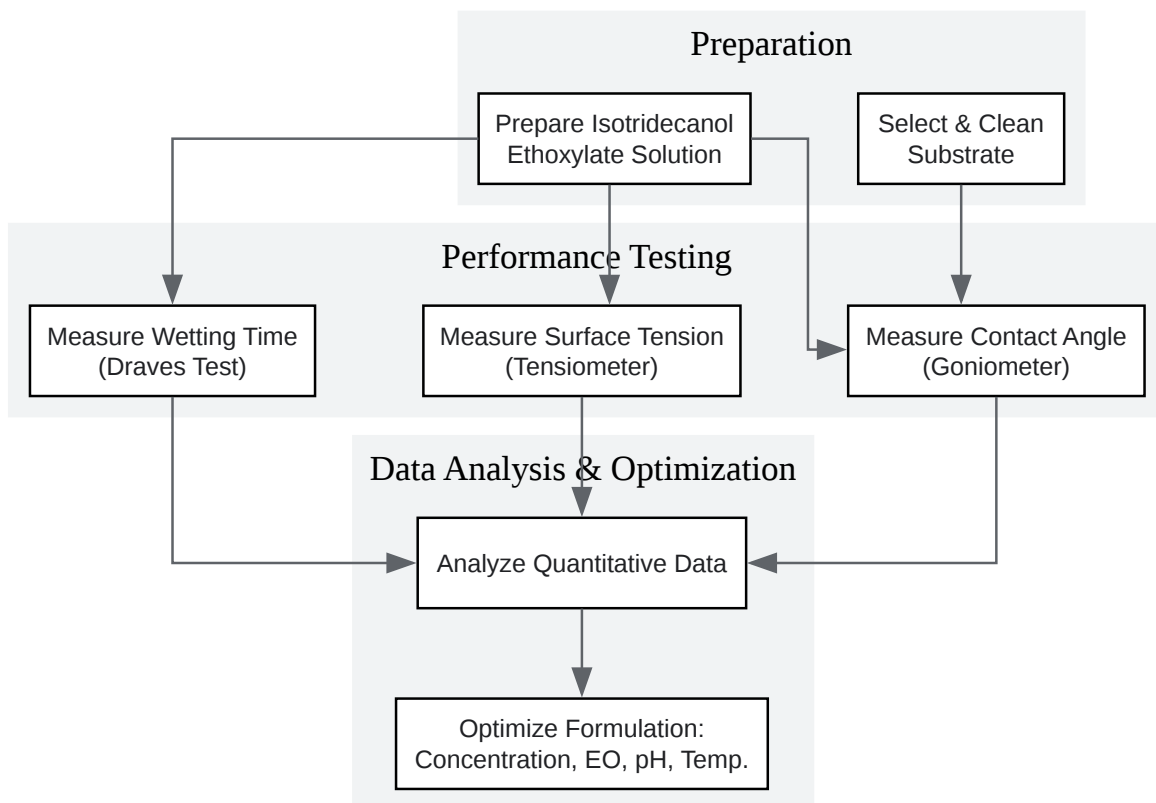 Preparation
Prepare Isotridecanol
Ethoxylate Solution
Select & Clean
Substrate
Performance Testing
Measure Wetting Time
(Draves Test)
Measure Surface Tension
(Tensiometer)
Measure Contact Angle
(Goniometer)
Data Analysis & Optimization
Analyze Quantitative Data
Optimize Formulation:
Concentration, EO, pH, Temp.